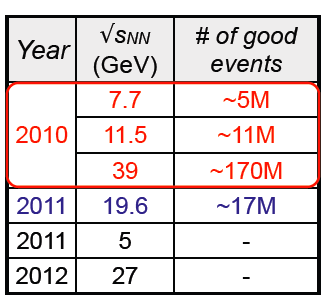 Year √sNN (GeV) # of good events
2010 7.7 ~5M
11.5 ~11M
39 ~170M
2011 19.6 ~17M
2011 5 -
2012 27 -